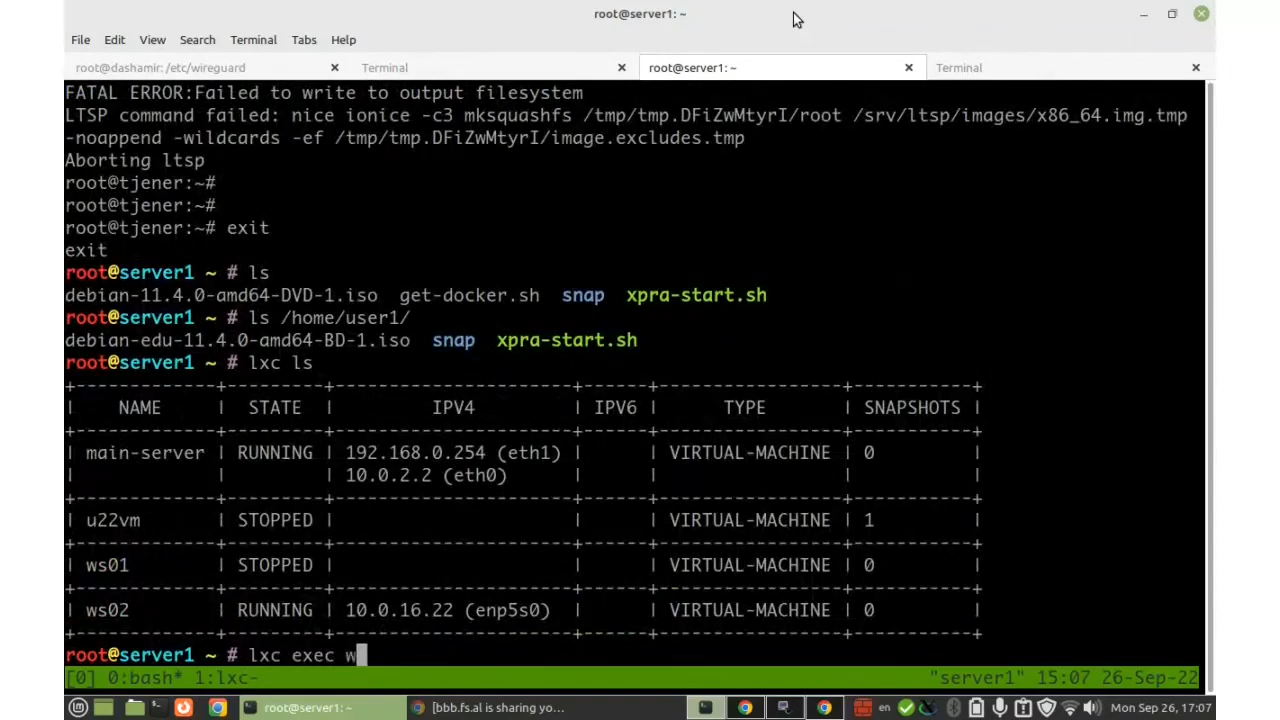 root@server1: ~
File Edit View Search Terminal Tabs Help
root@dashamir: /etc/wireguard Terminal root@server1: ~ Terminal
FATAL ERROR:Failed to write to output filesystem
LTSP command failed: nice ionice -c3 mksquashfs /tmp/tmp.DFiZwMtyrI/root /srv/ltsp/images/x86_64.img.tmp
-noappend -wildcards -ef /tmp/tmp.DFiZwMtyrI/image.excludes.tmp
Aborting ltsp
root@tjener:~#
root@tjener:~#
root@tjener:~# exit
exit
root@server1 ~ # ls
debian-11.4.0-amd64-DVD-1.iso get-docker.sh snap xpra-start.sh
root@server1 ~ # ls /home/user1/
debian-edu-11.4.0-amd64-BD-1.iso snap xpra-start.sh
root@server1 ~ # lxc ls
+-------------+---------+-----------------------+------+-----------------+-----------+
| NAME | STATE | IPV4 | IPV6 | TYPE | SNAPSHOTS |
+-------------+---------+-----------------------+------+-----------------+-----------+
| main-server | RUNNING | 192.168.0.254 (eth1) | | VIRTUAL-MACHINE | 0 |
| | | 10.0.2.2 (eth0) | | | |
+-------------+---------+-----------------------+------+-----------------+-----------+
| u22vm | STOPPED | | | VIRTUAL-MACHINE | 1 |
+-------------+---------+-----------------------+------+-----------------+-----------+
| ws01 | STOPPED | | | VIRTUAL-MACHINE | 0 |
+-------------+---------+-----------------------+------+-----------------+-----------+
| ws02 | RUNNING | 10.0.16.22 (enp5s0) | | VIRTUAL-MACHINE | 0 |
+-------------+---------+-----------------------+------+-----------------+-----------+
root@server1 ~ # lxc exec w
[0] 0:bash* 1:lxc- "server1" 15:07 26-Sep-22
root@server1: ~ [bbb.fs.al is sharing yo... en Mon Sep 26, 17:07